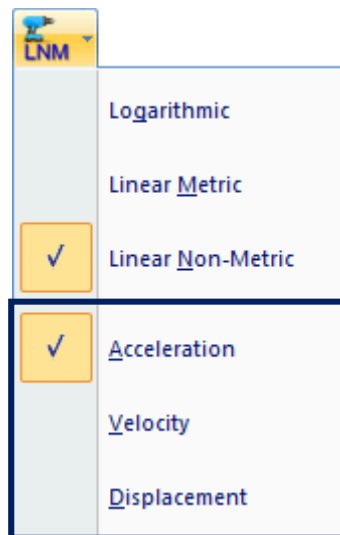 LNM
Logarithmic
Linear Metric
Linear Non-Metric
Acceleration
Velocity
Displacement